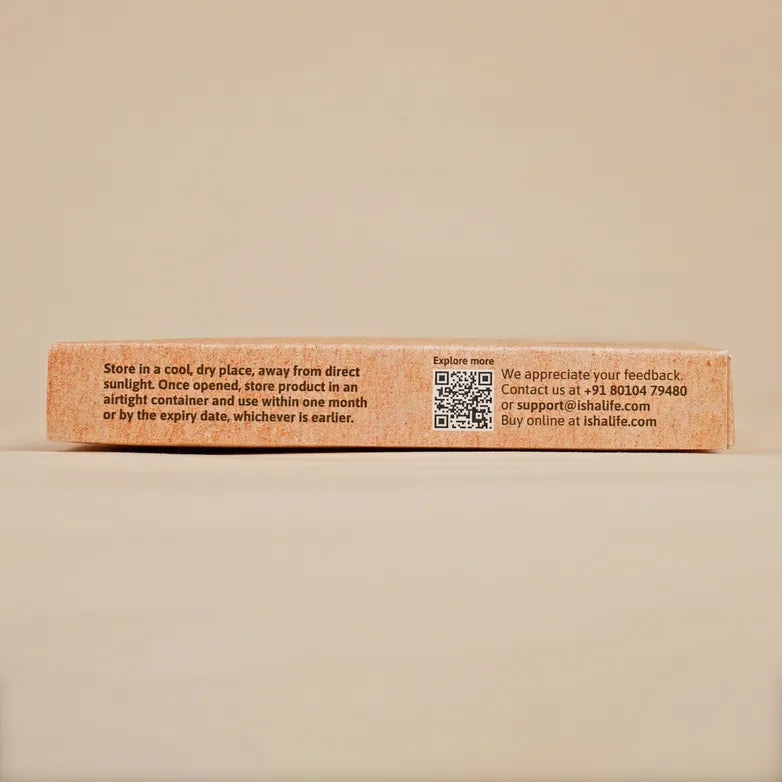 Store in a cool, dry place, away from direct
sunlight. Once opened, store product in an
airtight container and use within one month
or by the expiry date, whichever is earlier.
Explore more
We appreciate your feedback.
Contact us at +91 80104 79480
or support@ishalife.com
Buy online at ishalife.com